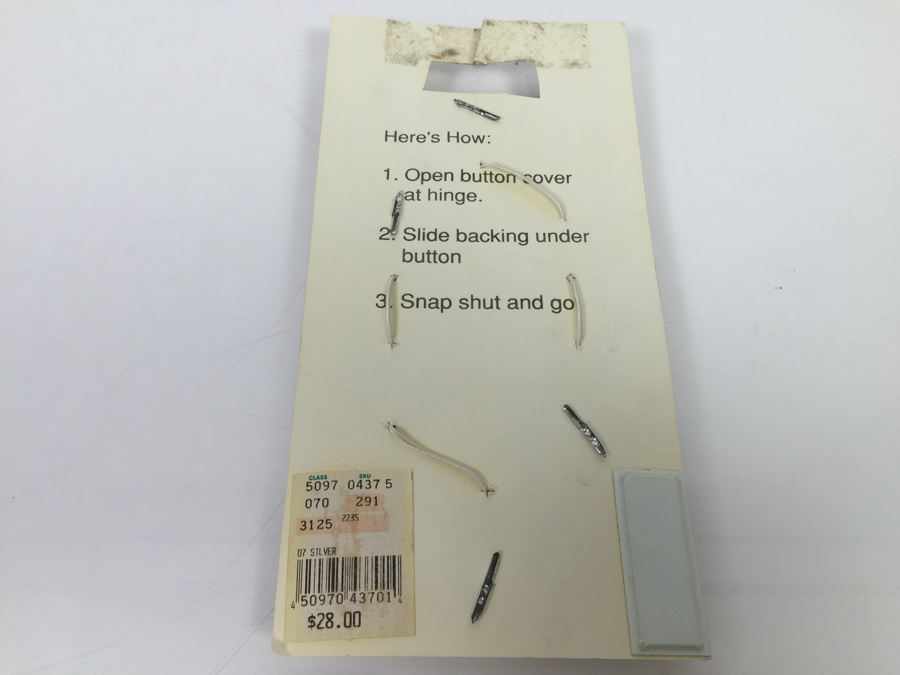 Here's How:
1. Open button cover
at hinge.
2. Slide backing under
button
3. Snap shut and go
CLASS SKU
5097 0437 5
070 291
3125 2235
07 SILVER
4 50970 43701 4
$28.00